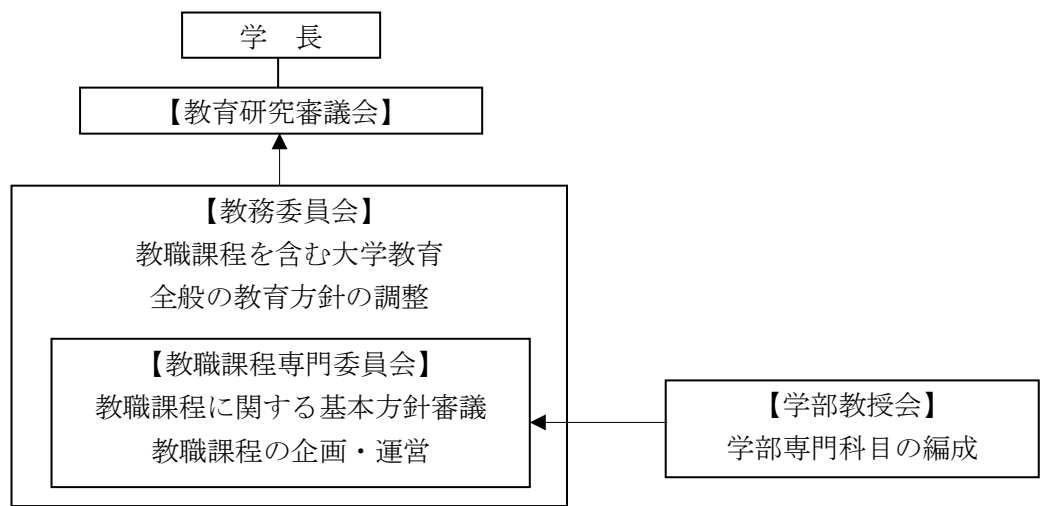 学 長
【教育研究審議会】
【教務委員会】
教職課程を含む大学教育
全般の教育方針の調整
【教職課程専門委員会】
教職課程に関する基本方針審議
教職課程の企画・運営
【学部教授会】
学部専門科目の編成